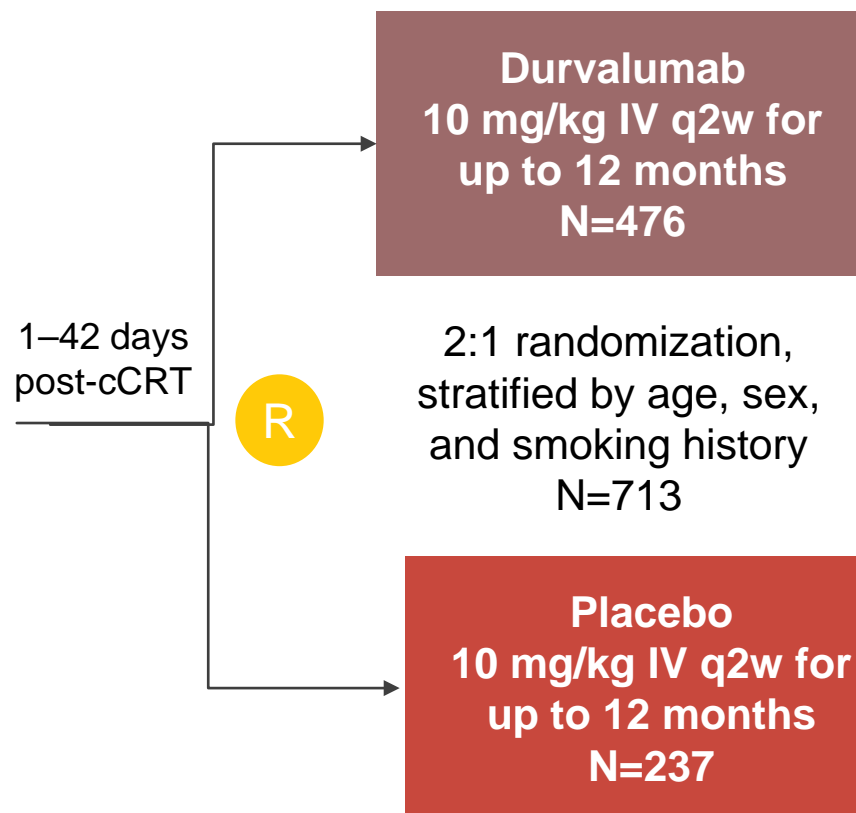 Durvalumab
10 mg/kg IV q2w for
up to 12 months
N=476
1–42 days
post-cCRT
R
2:1 randomization,
stratified by age, sex,
and smoking history
N=713
Placebo
10 mg/kg IV q2w for
up to 12 months
N=237